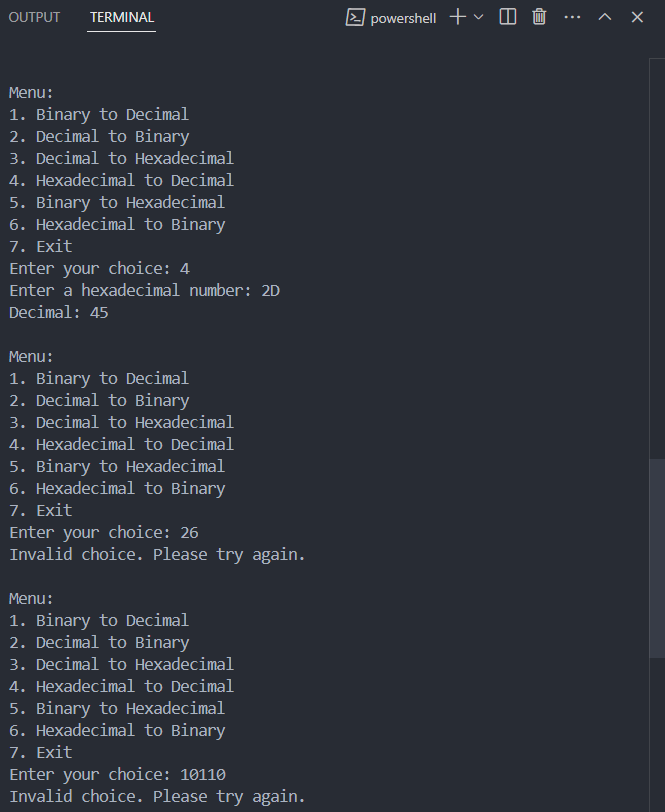 OUTPUT TERMINAL powershell
Menu:
1. Binary to Decimal
2. Decimal to Binary
3. Decimal to Hexadecimal
4. Hexadecimal to Decimal
5. Binary to Hexadecimal
6. Hexadecimal to Binary
7. Exit
Enter your choice: 4
Enter a hexadecimal number: 2D
Decimal: 45
Menu:
1. Binary to Decimal
2. Decimal to Binary
3. Decimal to Hexadecimal
4. Hexadecimal to Decimal
5. Binary to Hexadecimal
6. Hexadecimal to Binary
7. Exit
Enter your choice: 26
Invalid choice. Please try again.
Menu:
1. Binary to Decimal
2. Decimal to Binary
3. Decimal to Hexadecimal
4. Hexadecimal to Decimal
5. Binary to Hexadecimal
6. Hexadecimal to Binary
7. Exit
Enter your choice: 10110
Invalid choice. Please try again.